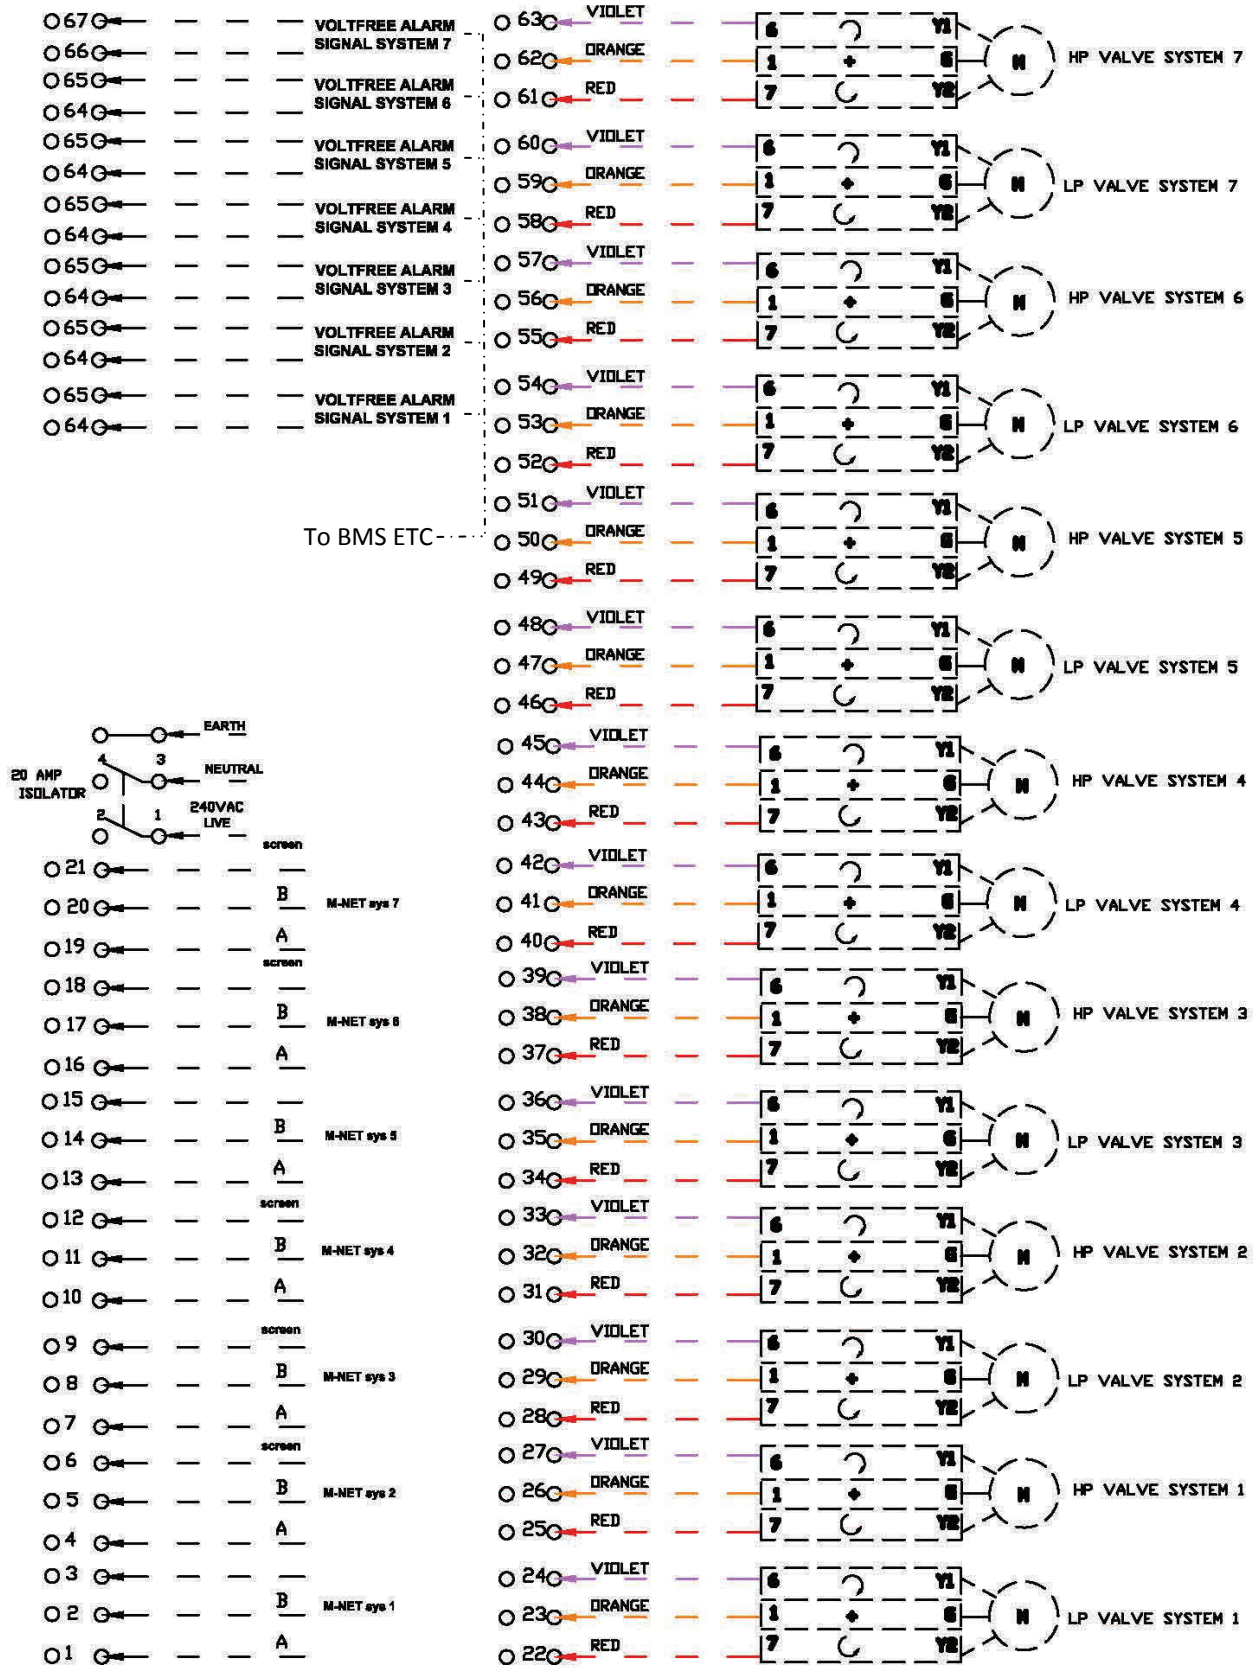 67 VOLTFREE ALARM
66 SIGNAL SYSTEM 7
65 VOLTFREE ALARM
64 SIGNAL SYSTEM 6
65 VOLTFREE ALARM
64 SIGNAL SYSTEM 5
65 VOLTFREE ALARM
64 SIGNAL SYSTEM 4
65 VOLTFREE ALARM
64 SIGNAL SYSTEM 3
65 VOLTFREE ALARM
64 SIGNAL SYSTEM 2
65 VOLTFREE ALARM
64 SIGNAL SYSTEM 1
To BMS ETC
EARTH
4 3
20 AMP NEUTRAL
ISOLATOR
2 1 240VAC
LIVE
screen
21
20 B M-NET sys 7
19 A
screen
18
17 B M-NET sys 6
16 A
15
14 B M-NET sys 5
13 A
screen
12
11 B M-NET sys 4
10 A
screen
9
8 B M-NET sys 3
7 A
screen
6
5 B M-NET sys 2
4 A
3
2 B M-NET sys 1
1 A
63 VIOLET 6 Y1
62 ORANGE 1 + G M HP VALVE SYSTEM 7
61 RED 7 Y2
60 VIOLET 6 Y1
59 ORANGE 1 + G M LP VALVE SYSTEM 7
58 RED 7 Y2
57 VIOLET 6 Y1
56 ORANGE 1 + G M HP VALVE SYSTEM 6
55 RED 7 Y2
54 VIOLET 6 Y1
53 ORANGE 1 + G M LP VALVE SYSTEM 6
52 RED 7 Y2
51 VIOLET 6 Y1
50 ORANGE 1 + G M HP VALVE SYSTEM 5
49 RED 7 Y2
48 VIOLET 6 Y1
47 ORANGE 1 + G M LP VALVE SYSTEM 5
46 RED 7 Y2
45 VIOLET 6 Y1
44 ORANGE 1 + G M HP VALVE SYSTEM 4
43 RED 7 Y2
42 VIOLET 6 Y1
41 ORANGE 1 + G M LP VALVE SYSTEM 4
40 RED 7 Y2
39 VIOLET 6 Y1
38 ORANGE 1 + G M HP VALVE SYSTEM 3
37 RED 7 Y2
36 VIOLET 6 Y1
35 ORANGE 1 + G M LP VALVE SYSTEM 3
34 RED 7 Y2
33 VIOLET 6 Y1
32 ORANGE 1 + G M HP VALVE SYSTEM 2
31 RED 7 Y2
30 VIOLET 6 Y1
29 ORANGE 1 + G M LP VALVE SYSTEM 2
28 RED 7 Y2
27 VIOLET 6 Y1
26 ORANGE 1 + G M HP VALVE SYSTEM 1
25 RED 7 Y2
24 VIOLET 6 Y1
23 ORANGE 1 + G M LP VALVE SYSTEM 1
22 RED 7 Y2